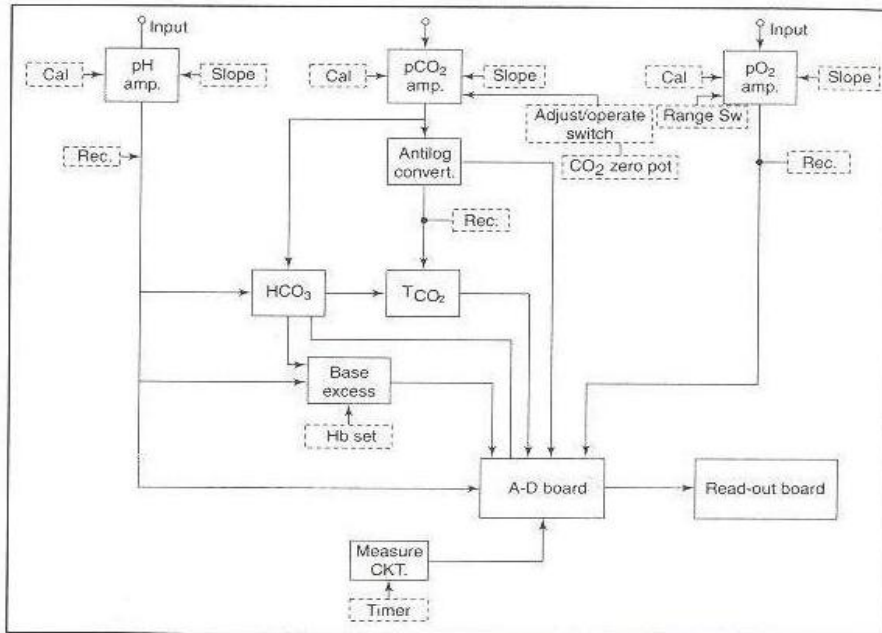 Input
Input
pH
amp.
Cal
Slope
pCO2
amp.
Cal
Slope
pO2
amp.
Cal
Slope
Range Sw
Adjust/operate
switch
CO2 zero pot
Rec.
Antilog
convert.
Rec.
Rec.
HCO3
TCO2
Base
excess
Hb set
A-D board
Read-out board
Measure
CKT.
Timer